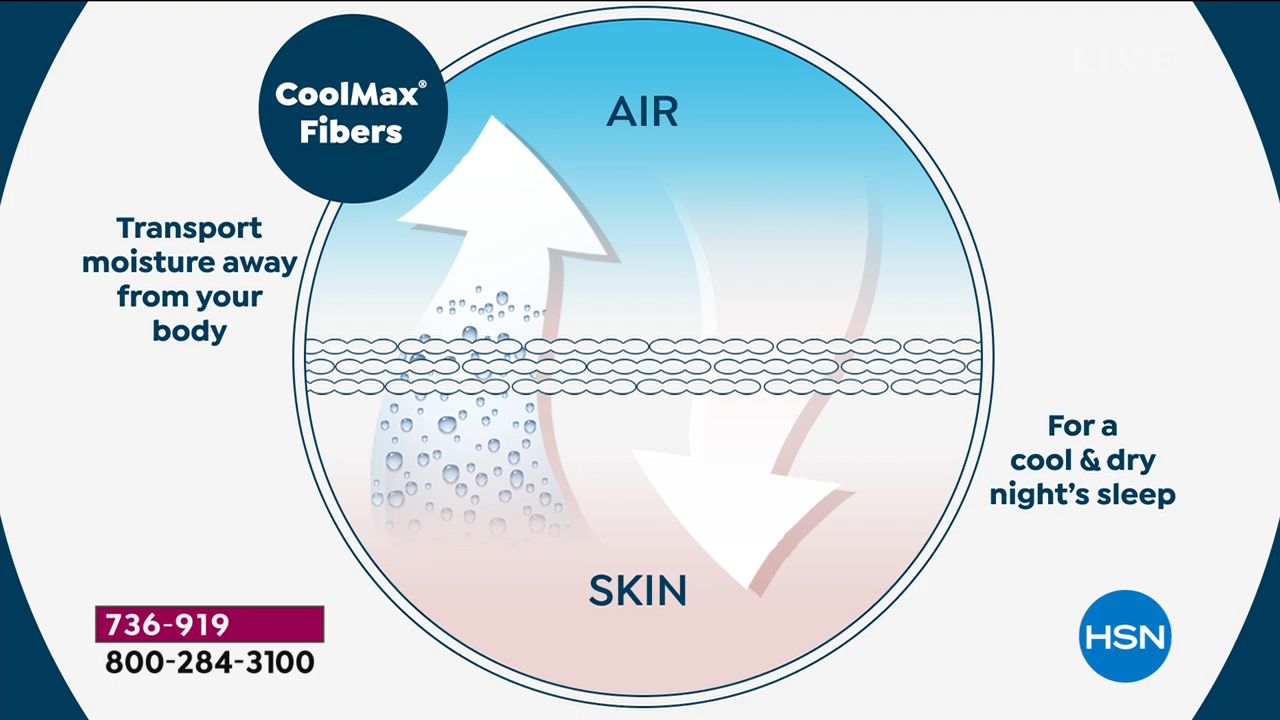 LIVE
CoolMax®
Fibers
AIR
Transport
moisture away
from your
body
For a
cool & dry
night's sleep
SKIN
736-919
800-284-3100
HSN